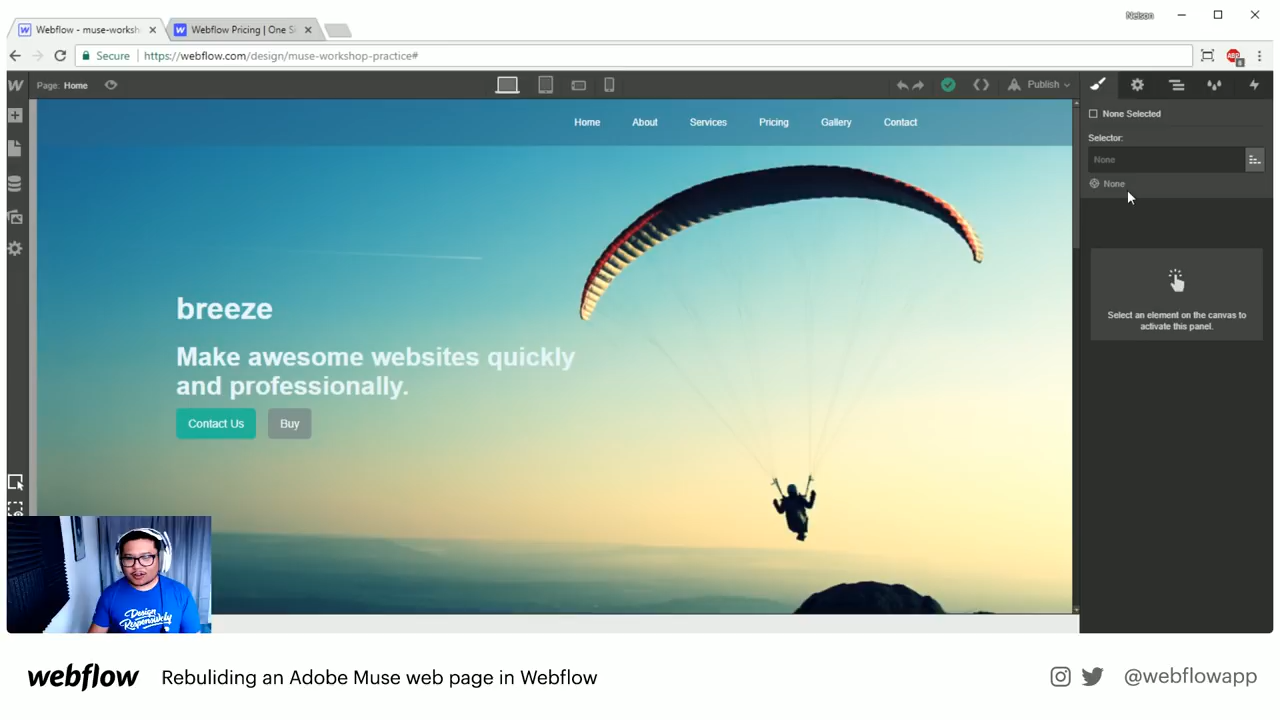 Nelson
Webflow - muse-worksh
Webflow Pricing | One S
Secure
https://webflow.com/design/muse-workshop-practice#
Page: Home
Publish
None Selected
Selector:
None
None
Select an element on the canvas to
activate this panel.
Home
About
Services
Pricing
Gallery
Contact
breeze
Make awesome websites quickly
and professionally.
Contact Us
Buy
Design
Responsively
webflow
Rebuliding an Adobe Muse web page in Webflow
@webflowapp